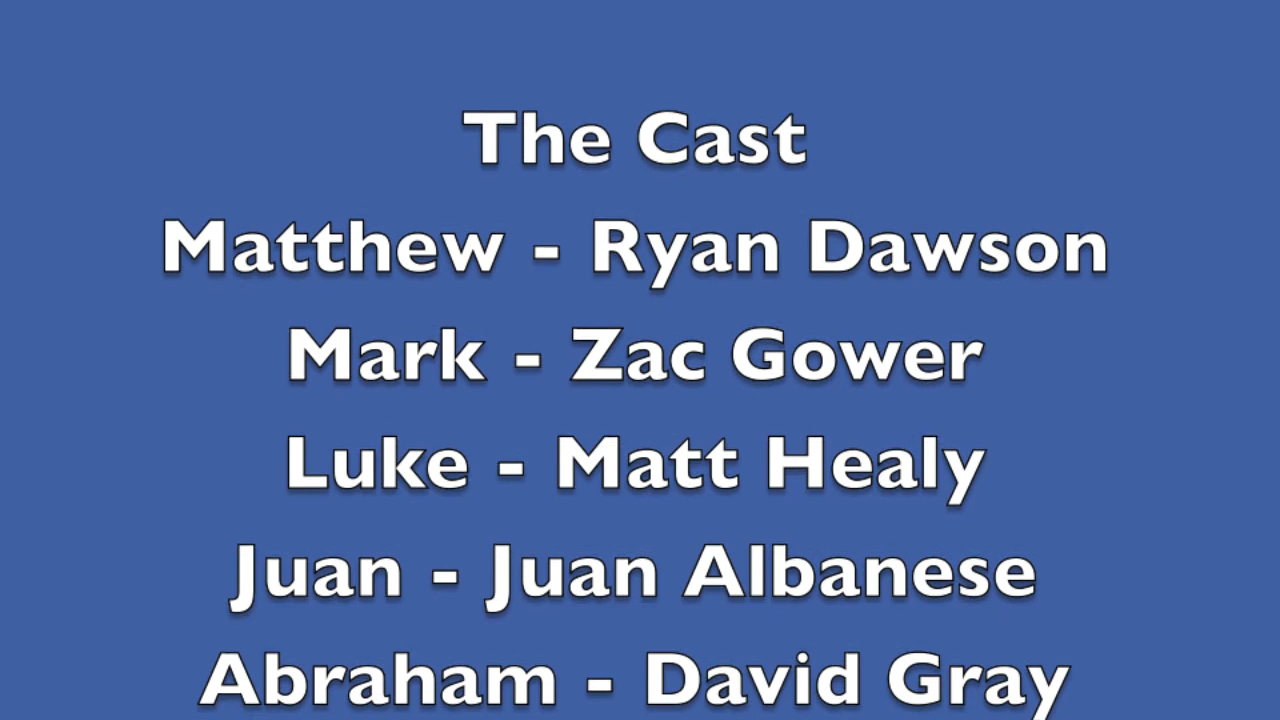 The Cast
Matthew - Ryan Dawson
Mark - Zac Gower
Luke - Matt Healy
Juan - Juan Albanese
Abraham - David Gray